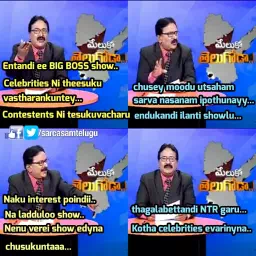 మేలుకో
తెలుగోడా..
Entandi ee BIG BOSS show..
Celebrities Ni theesuku
vastharankuntey...
Contestents Ni tesukuvacharu
మేలుకో
తెలుగోడా..
chusey moodu utsaham
sarva nasanam ipothunayy...
endukandi ilanti showlu...
/sarcasamtelugu
మేలుకో
తెలుగోడా..
Naku interest poindii..
Na ladduloo show..
Nenu verei show edyna
chusukuntaaa...
మేలుకో
తెలుగోడా..
thagalabettandi NTR garu...
Kotha celebrities evarinyna..